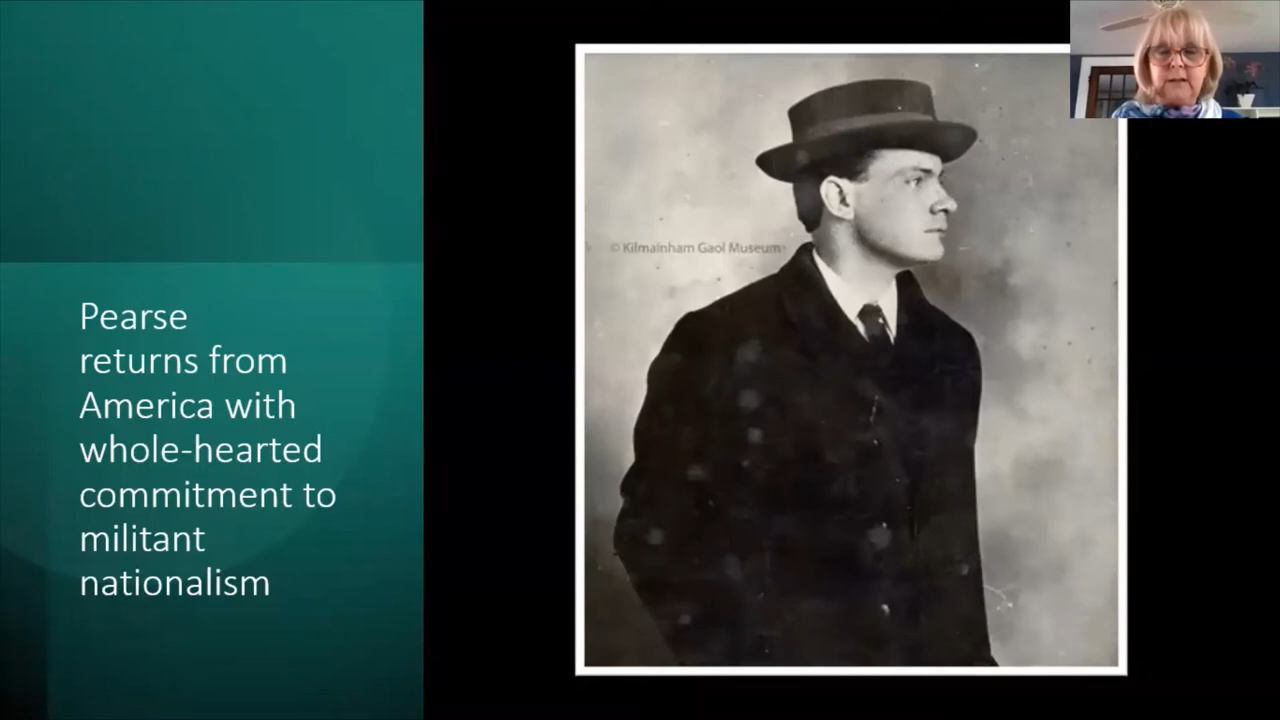 Pearse
returns from
America with
whole-hearted
commitment to
militant
nationalism
© Kilmainham Gaol Museum